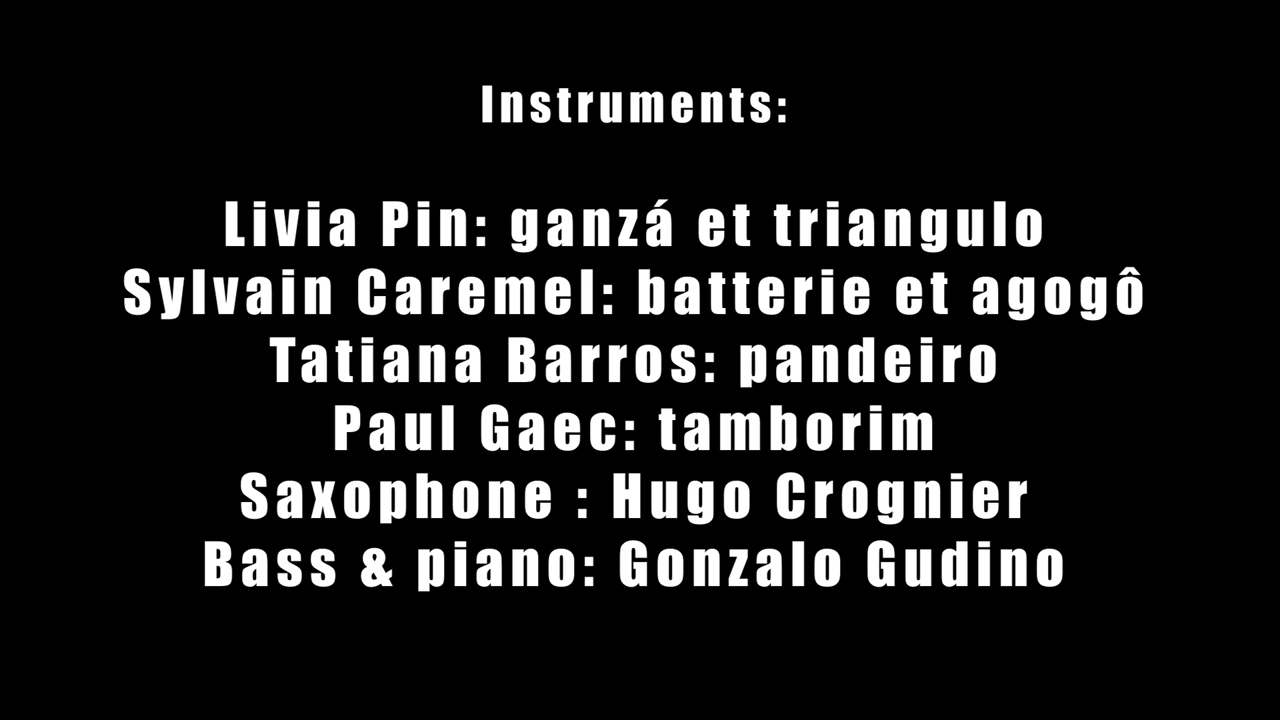 Instruments:
Livia Pin: ganzá et triangulo
Sylvain Caremel: batterie et agogô
Tatiana Barros: pandeiro
Paul Gaec: tamborim
Saxophone : Hugo Crognier
Bass & piano: Gonzalo Gudino